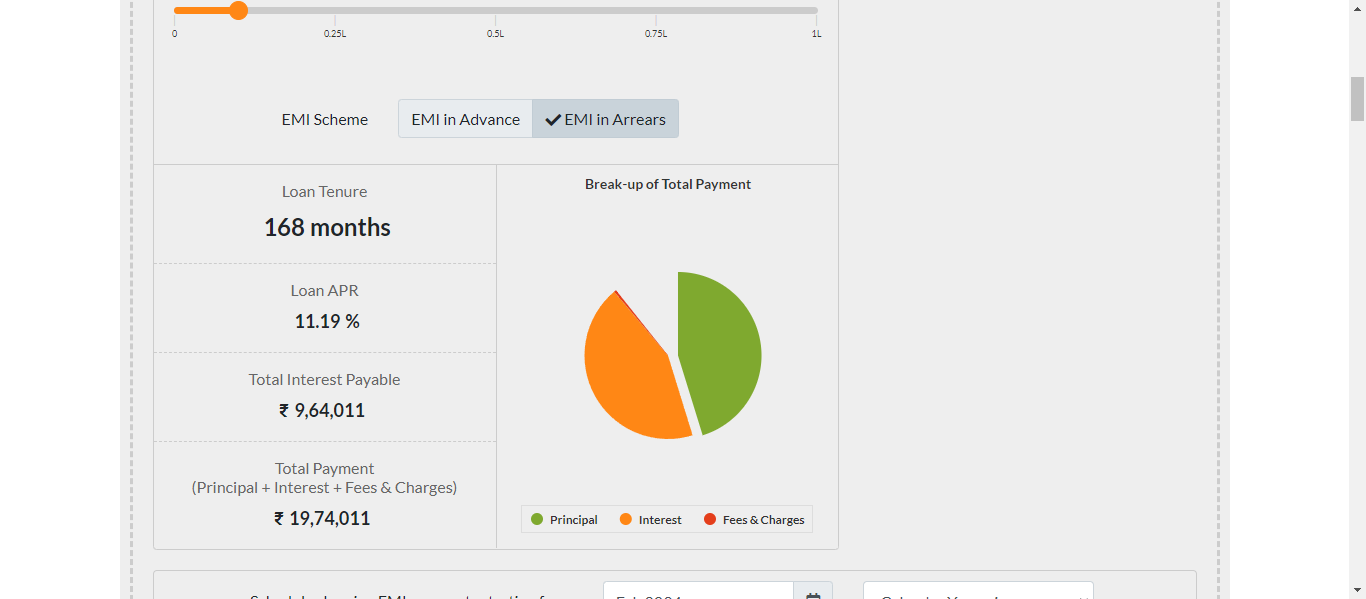 0 0.25L 0.5L 0.75L 1L
EMI Scheme EMI in Advance EMI in Arrears
Loan Tenure
168 months
Loan APR
11.19 %
Total Interest Payable
₹ 9,64,011
Total Payment
(Principal + Interest + Fees & Charges)
₹ 19,74,011
Break-up of Total Payment
Principal Interest Fees & Charges